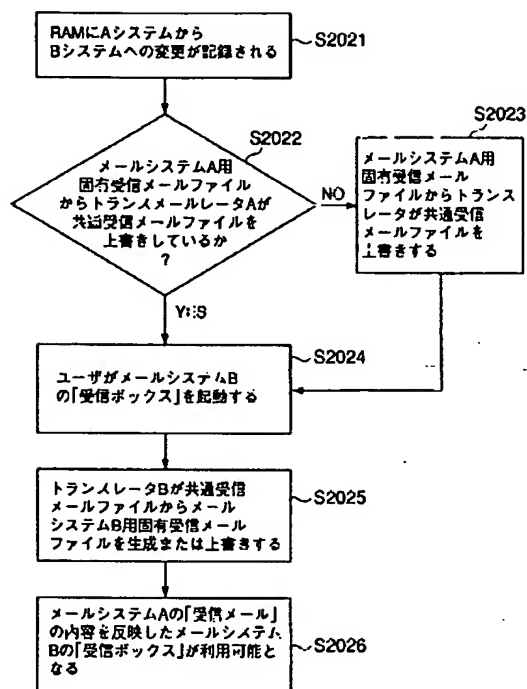 RAMにAシステムから
Bシステムへの変更が記録される
S2021
S2022
メールシステムA用
固有受信メールファイル
からトランスメールレータAが
共通受信メールファイルを
上書きしているか
?
NO
S2023
メールシステムA用
固有受信メール
ファイルからトランス
レータが共通受信
メールファイルを
上書きする
YES
S2024
ユーザがメールシステムB
の「受信ボックス」を起動する
トランスレータBが共通受信
メールファイルからメール
システムB用固有受信メール
ファイルを生成または上書きする
S2025
メールシステムAの「受信メール」
の内容を反映したメールシステム
Bの「受信ボックス」が利用可能と
なる
S2026